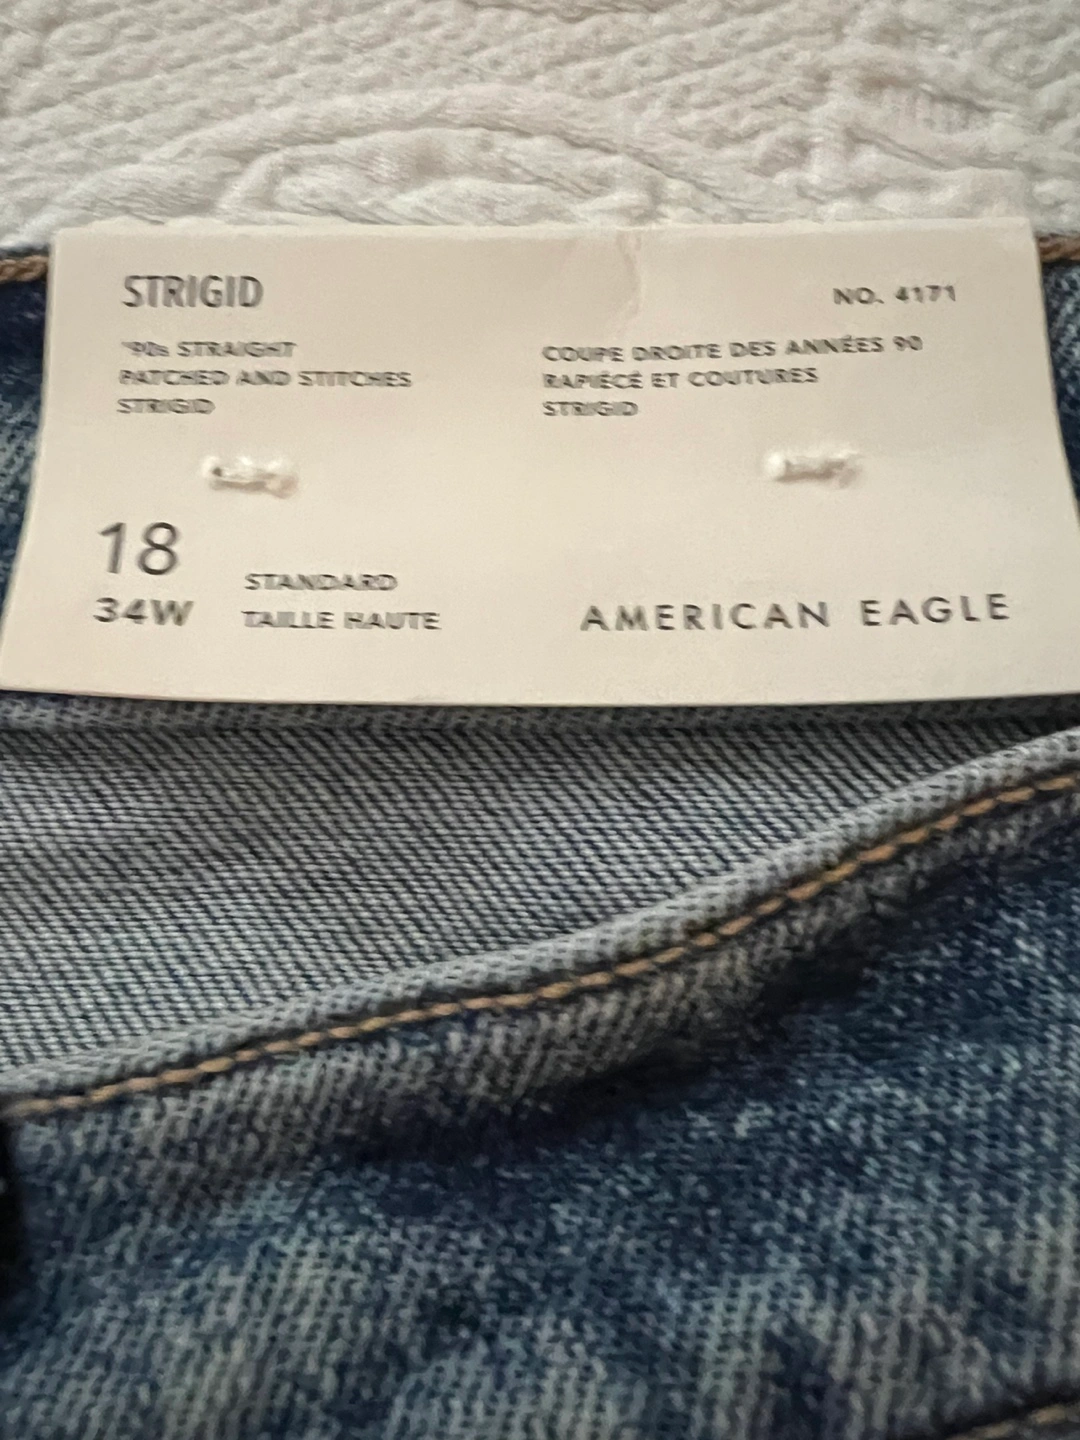 STRIGID
NO. 4171
'90s STRAIGHT
PATCHED AND STITCHES
STRIGID
COUPE DROITE DES ANNÉES 90
RAPIÉCÉ ET COUTURES
STRIGID
18
34W
STANDARD
TAILLE HAUTE
AMERICAN EAGLE